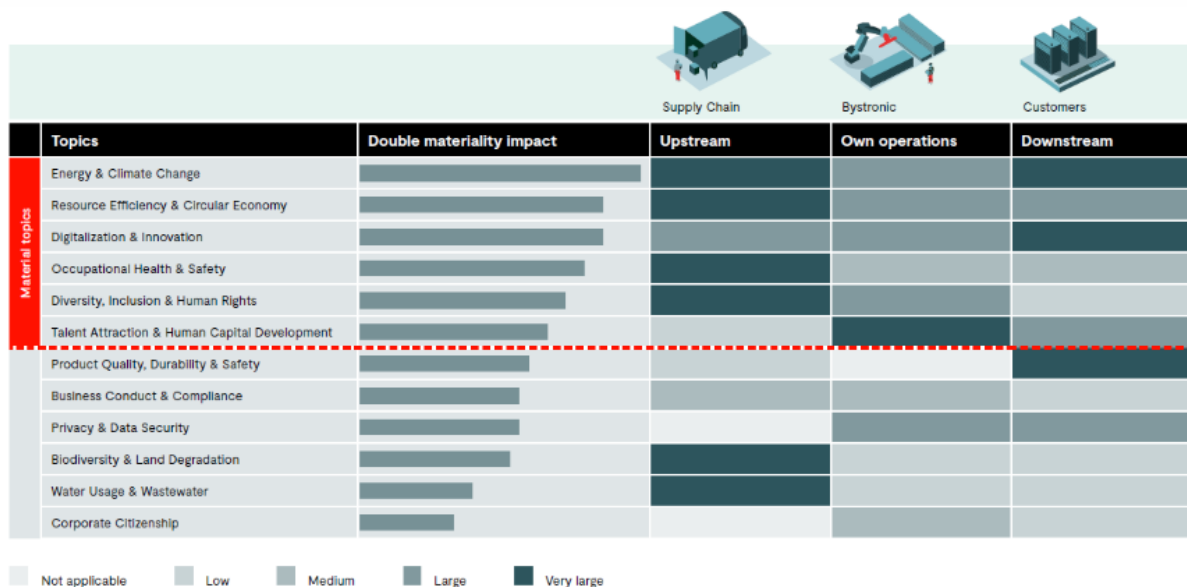 Supply Chain
Bystronic
Customers
Topics
Double materiality impact
Upstream
Own operations
Downstream
Material topics
Energy & Climate Change
Resource Efficiency & Circular Economy
Digitalization & Innovation
Occupational Health & Safety
Diversity, Inclusion & Human Rights
Talent Attraction & Human Capital Development
Product Quality, Durability & Safety
Business Conduct & Compliance
Privacy & Data Security
Biodiversity & Land Degradation
Water Usage & Wastewater
Corporate Citizenship
Not applicable
Low
Medium
Large
Very large